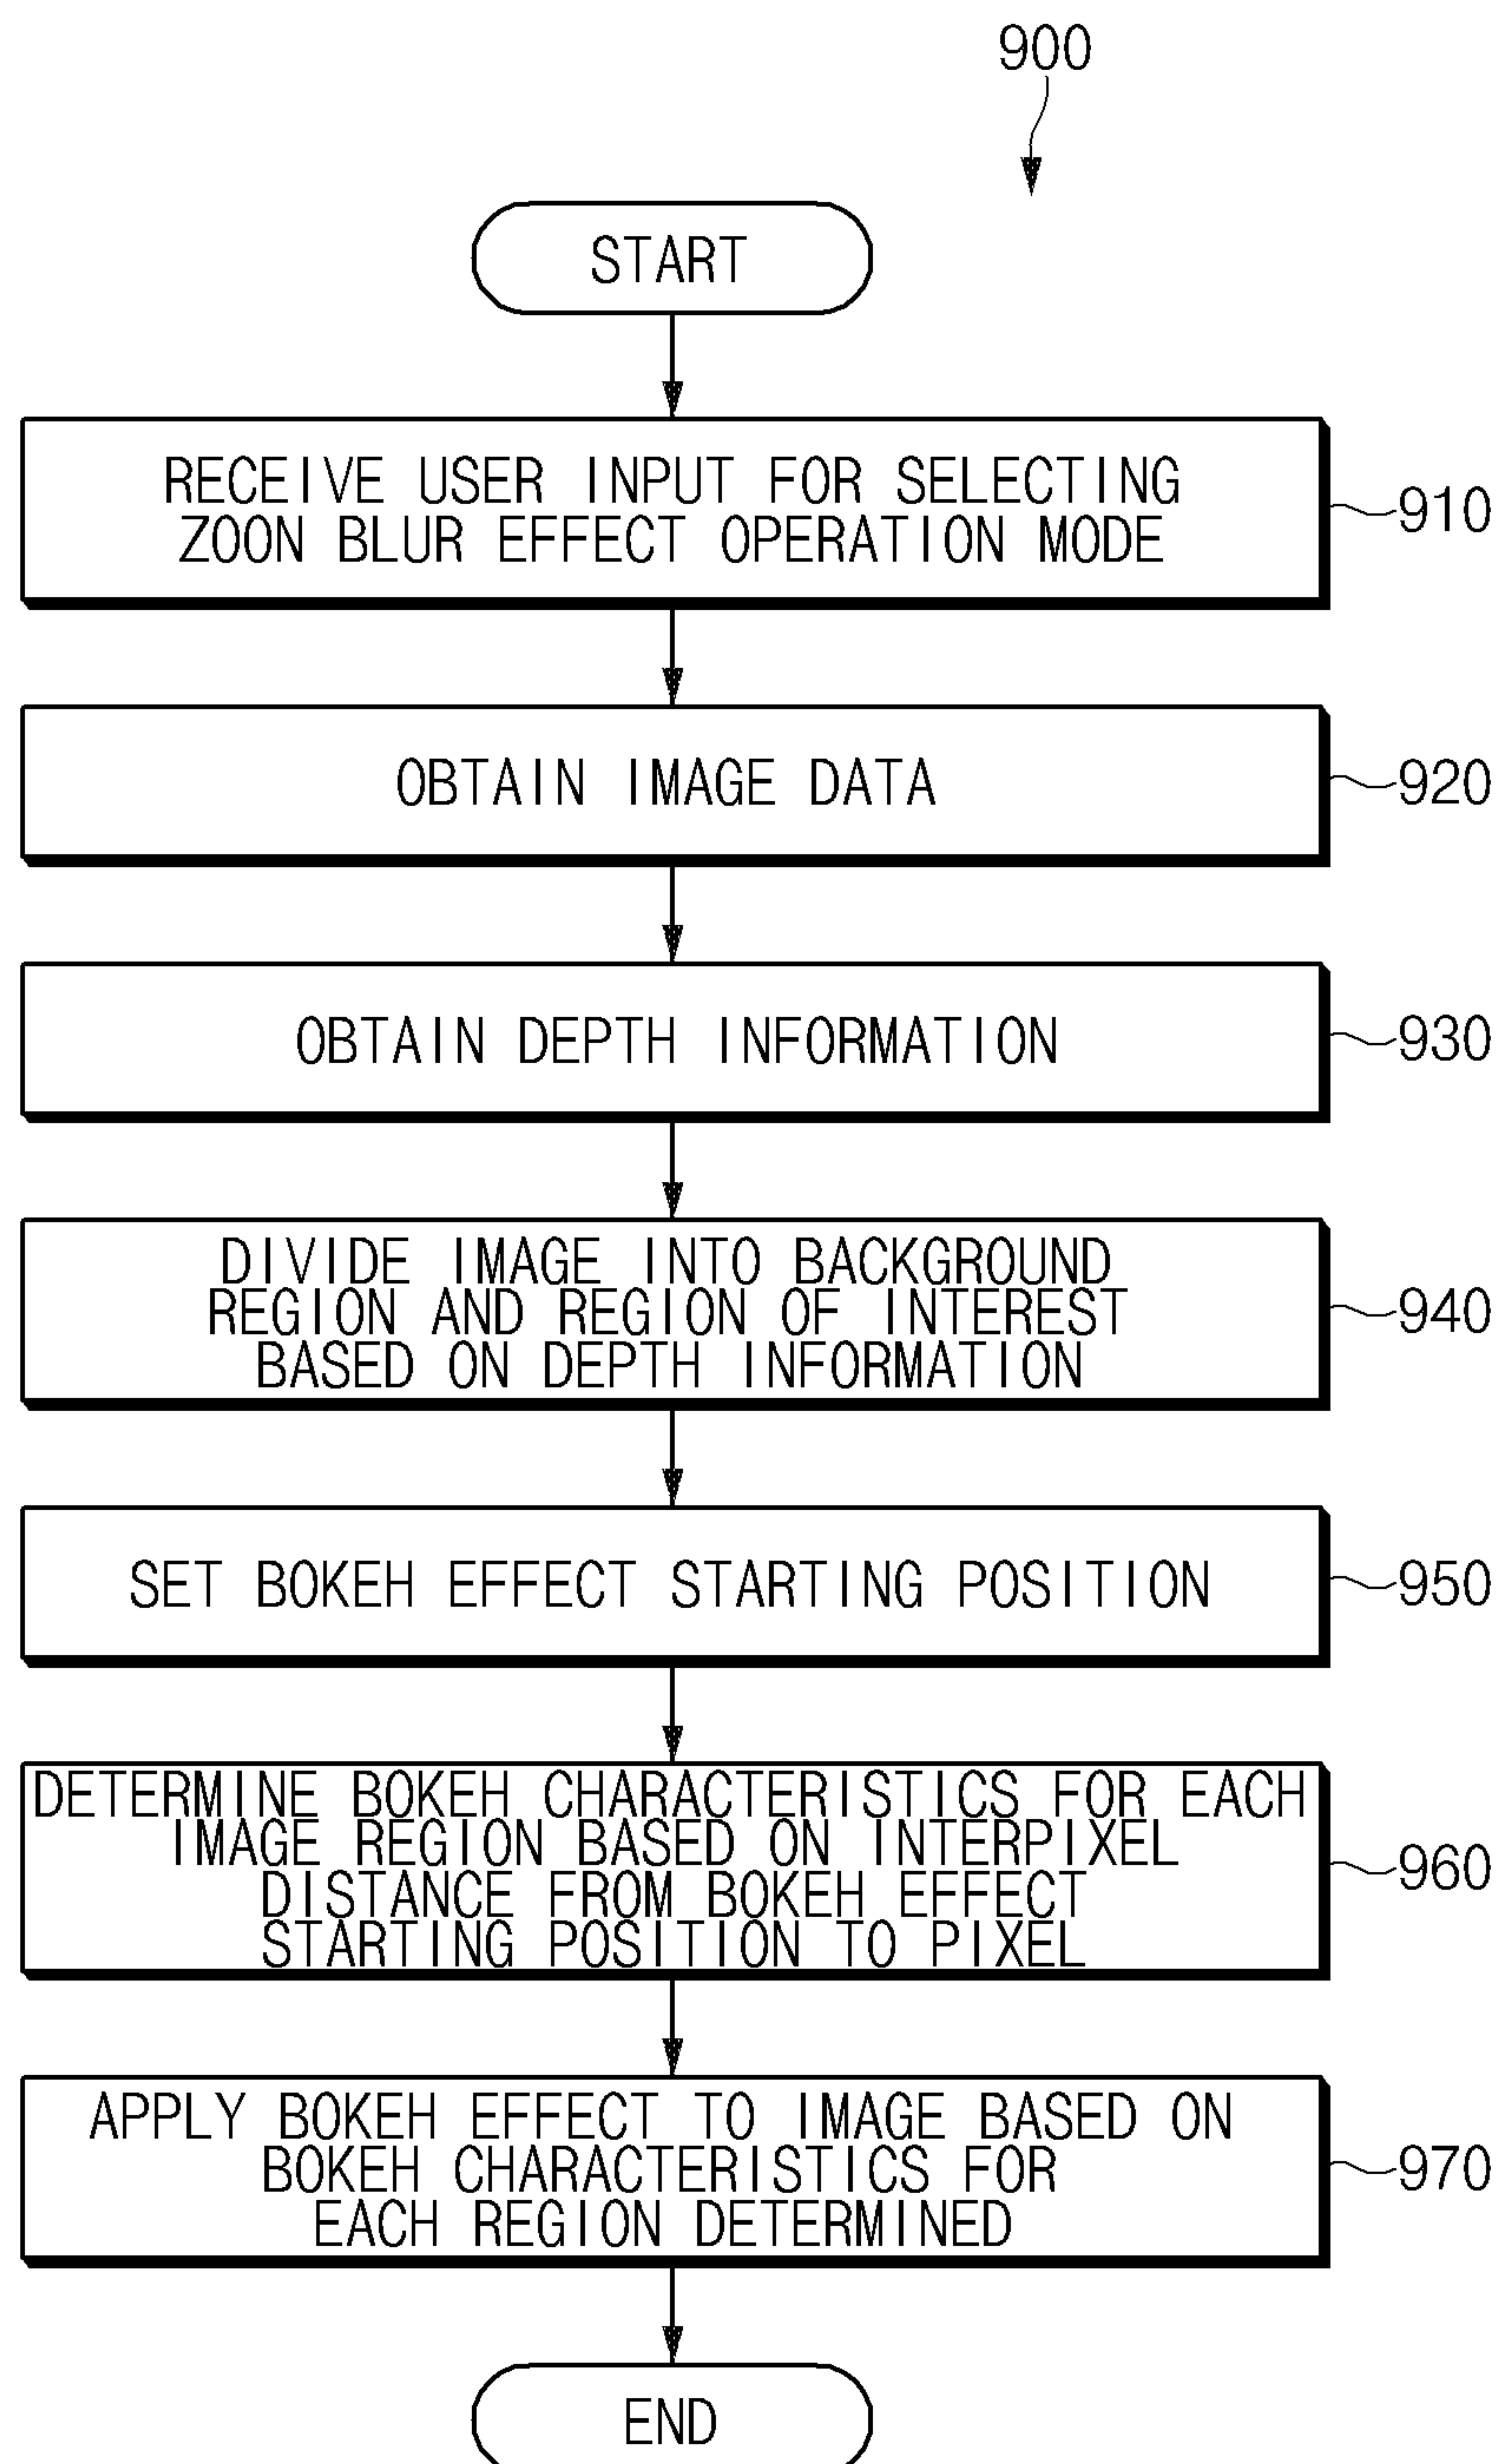 900
START
RECEIVE USER INPUT FOR SELECTING
ZOON BLUR EFFECT OPERATION MODE
910
OBTAIN IMAGE DATA
920
OBTAIN DEPTH INFORMATION
930
DIVIDE IMAGE INTO BACKGROUND
REGION AND REGION OF INTEREST
BASED ON DEPTH INFORMATION
940
SET BOKEH EFFECT STARTING POSITION
950
DETERMINE BOKEH CHARACTERISTICS FOR EACH
IMAGE REGION BASED ON INTERPIXEL
DISTANCE FROM BOKEH EFFECT
STARTING POSITION TO PIXEL
960
APPLY BOKEH EFFECT TO IMAGE BASED ON
BOKEH CHARACTERISTICS FOR
EACH REGION DETERMINED
970
END